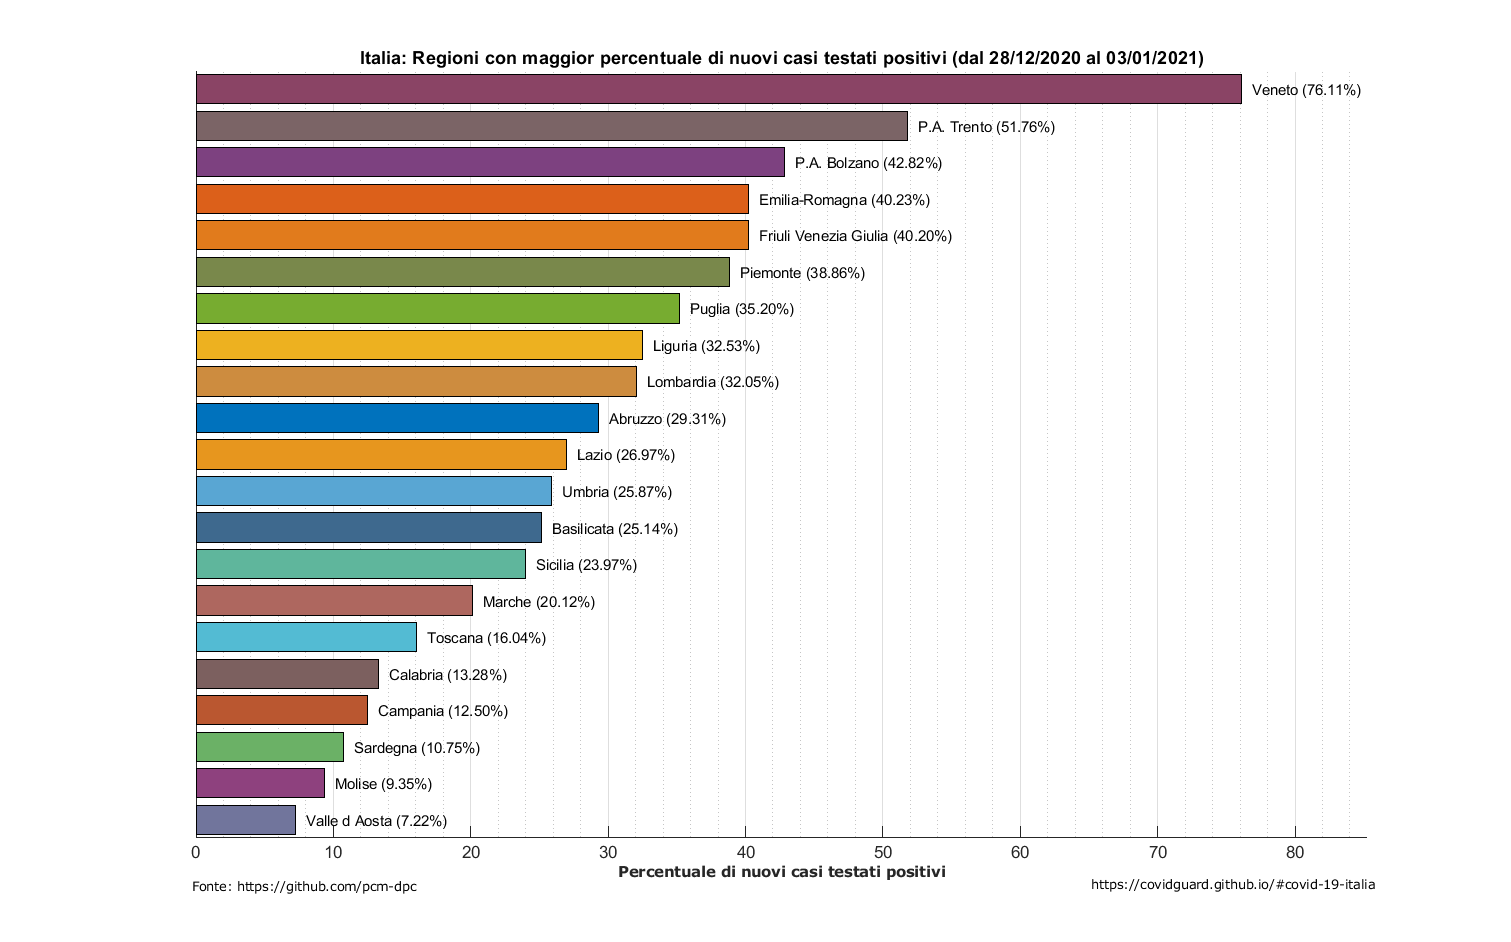 Italia: Regioni con maggior percentuale di nuovi casi testati positivi (dal 28/12/2020 al 03/01/2021)
Veneto (76.11%)
P.A. Trento (51.76%)
P.A. Bolzano (42.82%)
Emilia-Romagna (40.23%)
Friuli Venezia Giulia (40.20%)
Piemonte (38.86%)
Puglia (35.20%)
Liguria (32.53%)
Lombardia (32.05%)
Abruzzo (29.31%)
Lazio (26.97%)
Umbria (25.87%)
Basilicata (25.14%)
Sicilia (23.97%)
Marche (20.12%)
Toscana (16.04%)
Calabria (13.28%)
Campania (12.50%)
Sardegna (10.75%)
Molise (9.35%)
Valle d Aosta (7.22%)
0 10 20 30 40 50 60 70 80
Percentuale di nuovi casi testati positivi
Fonte: https://github.com/pcm-dpc
https://covidguard.github.io/#covid-19-italia